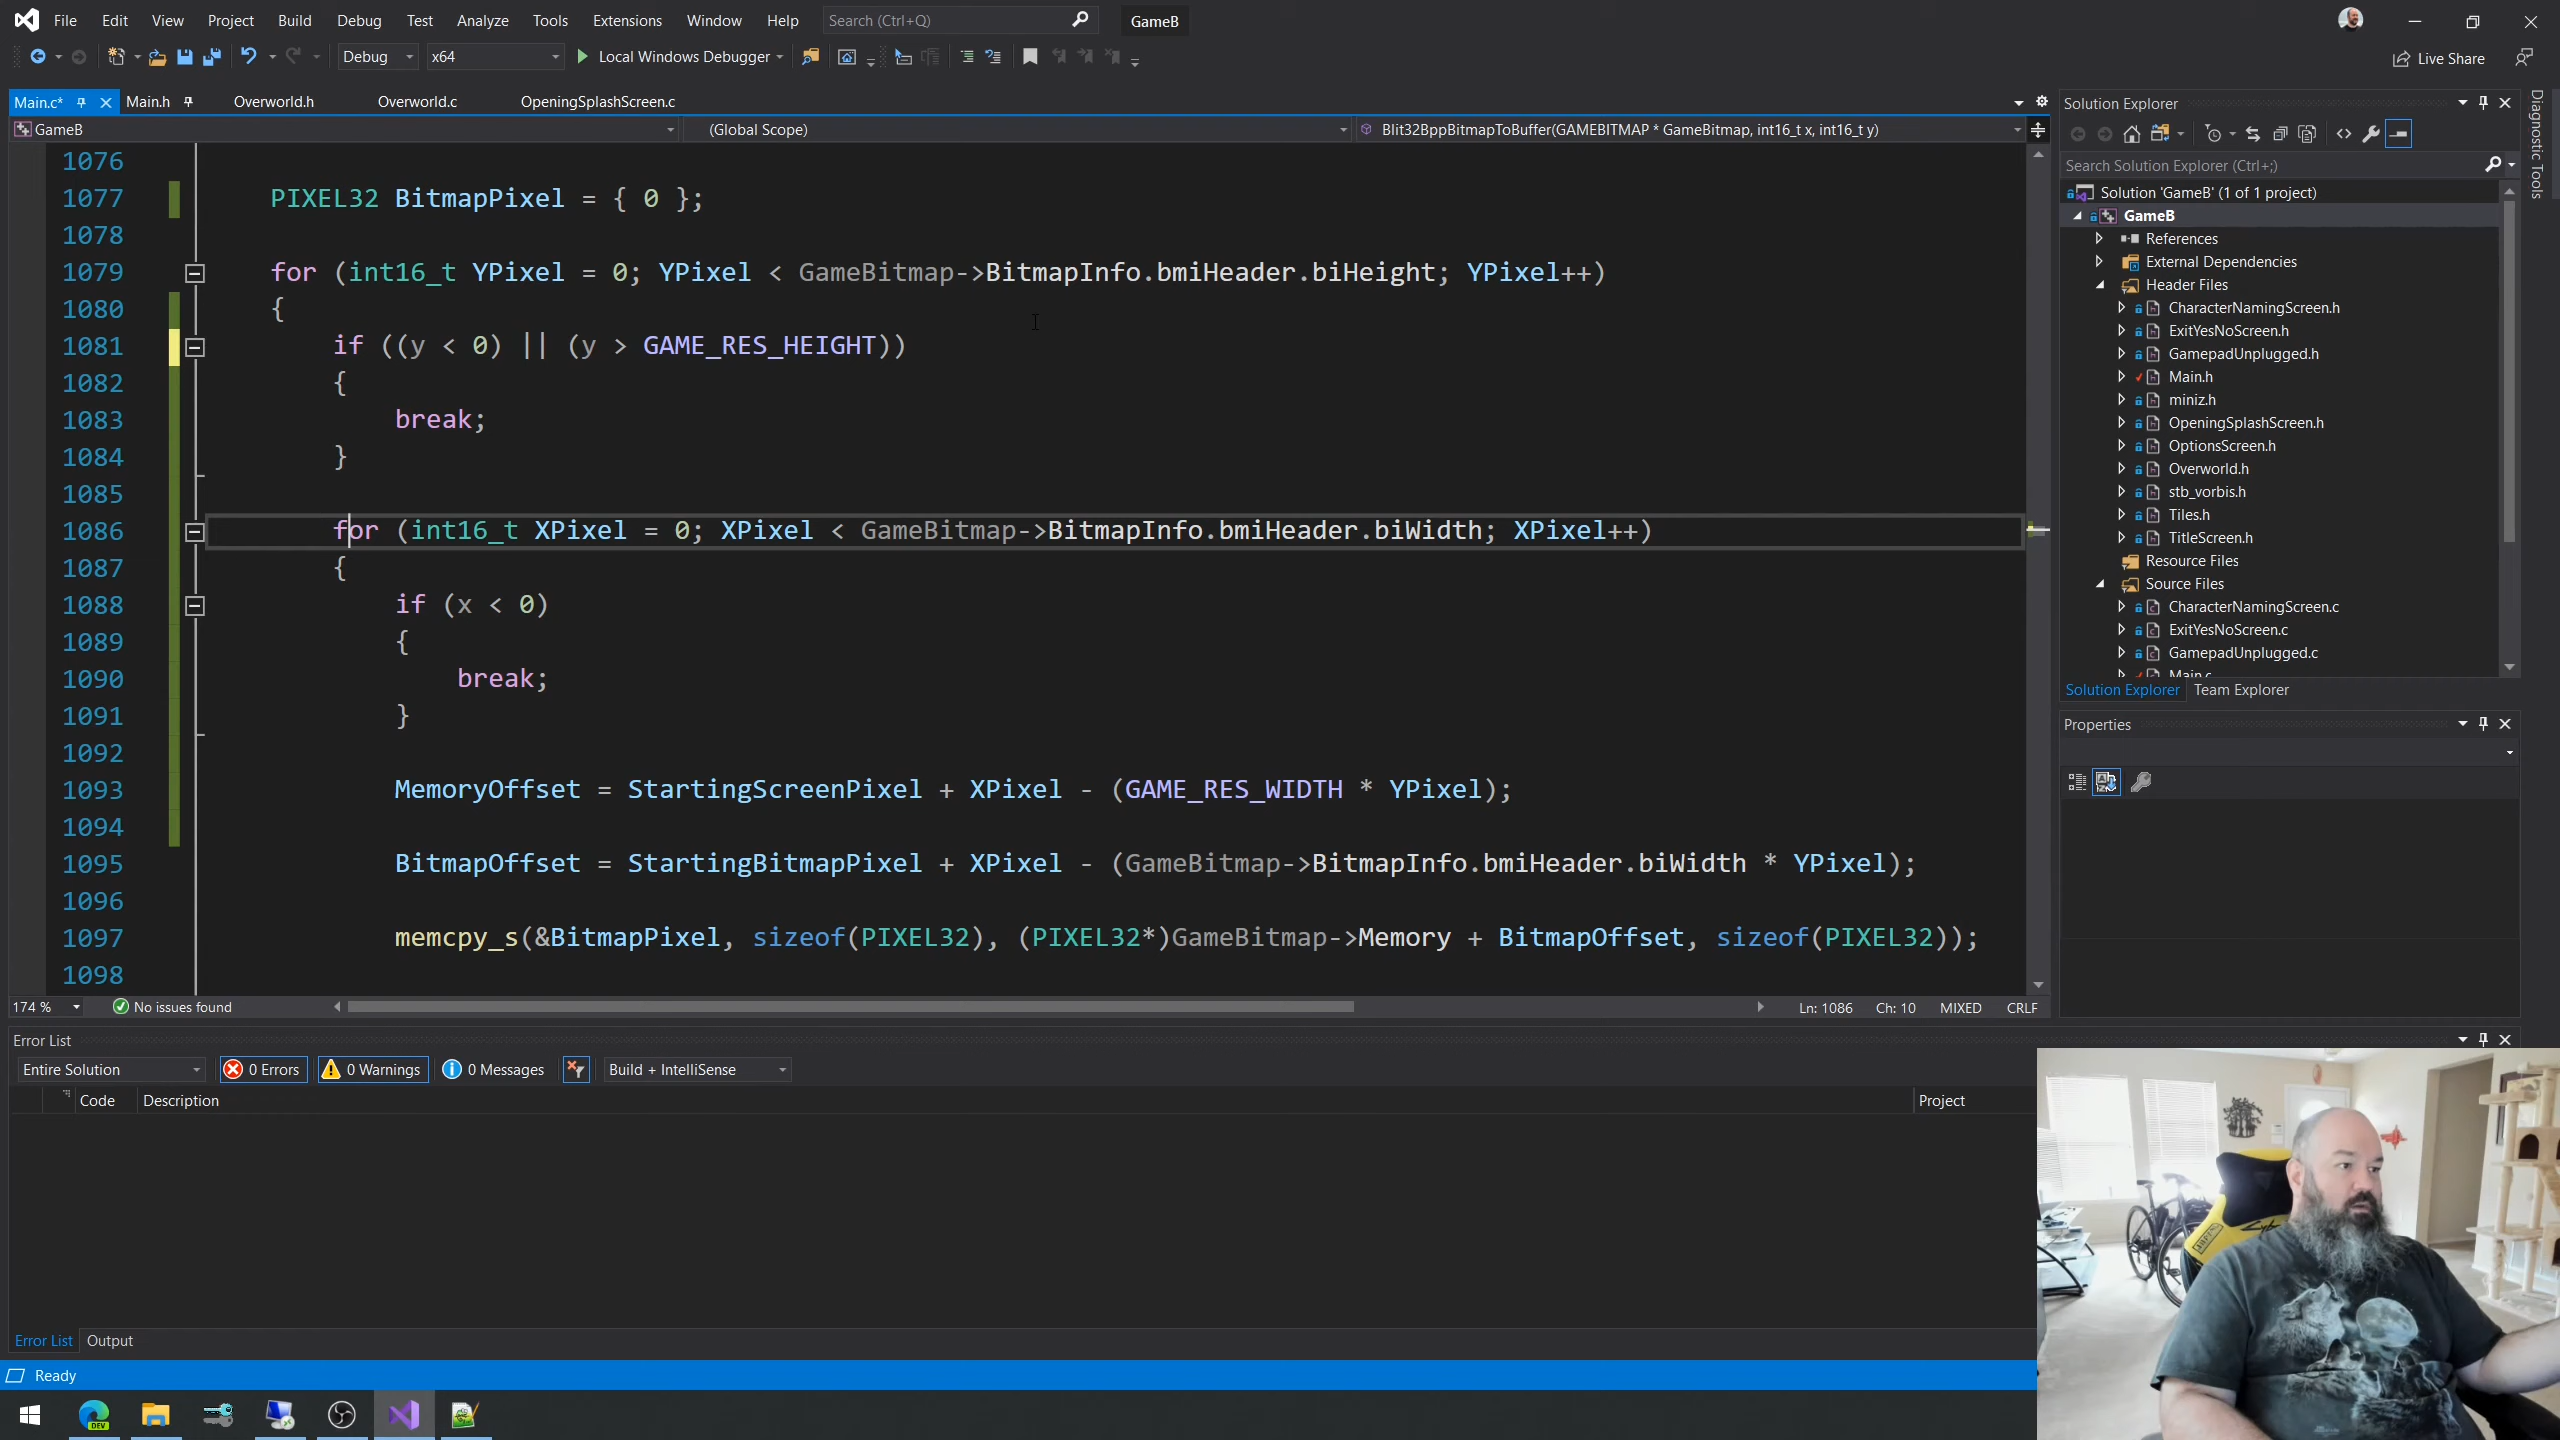 File Edit View Project Build Debug Test Analyze Tools Extensions Window Help Search (Ctrl+Q) GameB
Debug x64 Local Windows Debugger Live Share
Main.c* Main.h Overworld.h Overworld.c OpeningSplashScreen.c
GameB (Global Scope) Blit32BppBitmapToBuffer(GAMEBITMAP * GameBitmap, int16_t x, int16_t y)
1076
1077 PIXEL32 BitmapPixel = { 0 };
1078
1079 for (int16_t YPixel = 0; YPixel < GameBitmap->BitmapInfo.bmiHeader.biHeight; YPixel++)
1080 {
1081 if ((y < 0) || (y > GAME_RES_HEIGHT))
1082 {
1083 break;
1084 }
1085
1086 for (int16_t XPixel = 0; XPixel < GameBitmap->BitmapInfo.bmiHeader.biWidth; XPixel++)
1087 {
1088 if (x < 0)
1089 {
1090 break;
1091 }
1092
1093 MemoryOffset = StartingScreenPixel + XPixel - (GAME_RES_WIDTH * YPixel);
1094
1095 BitmapOffset = StartingBitmapPixel + XPixel - (GameBitmap->BitmapInfo.bmiHeader.biWidth * YPixel);
1096
1097 memcpy_s(&BitmapPixel, sizeof(PIXEL32), (PIXEL32*)GameBitmap->Memory + BitmapOffset, sizeof(PIXEL32));
1098
174 % No issues found Ln: 1086 Ch: 10 MIXED CRLF
Error List
Entire Solution 0 Errors 0 Warnings 0 Messages Build + IntelliSense
Code Description Project
Error List Output
Ready
Solution Explorer
Search Solution Explorer (Ctrl+;)
Solution 'GameB' (1 of 1 project)
GameB
References
External Dependencies
Header Files
CharacterNamingScreen.h
ExitYesNoScreen.h
GamepadUnplugged.h
Main.h
miniz.h
OpeningSplashScreen.h
OptionsScreen.h
Overworld.h
stb_vorbis.h
Tiles.h
TitleScreen.h
Resource Files
Source Files
CharacterNamingScreen.c
ExitYesNoScreen.c
GamepadUnplugged.c
Main.c
Solution Explorer Team Explorer
Properties
Diagnostic Tools
DEV